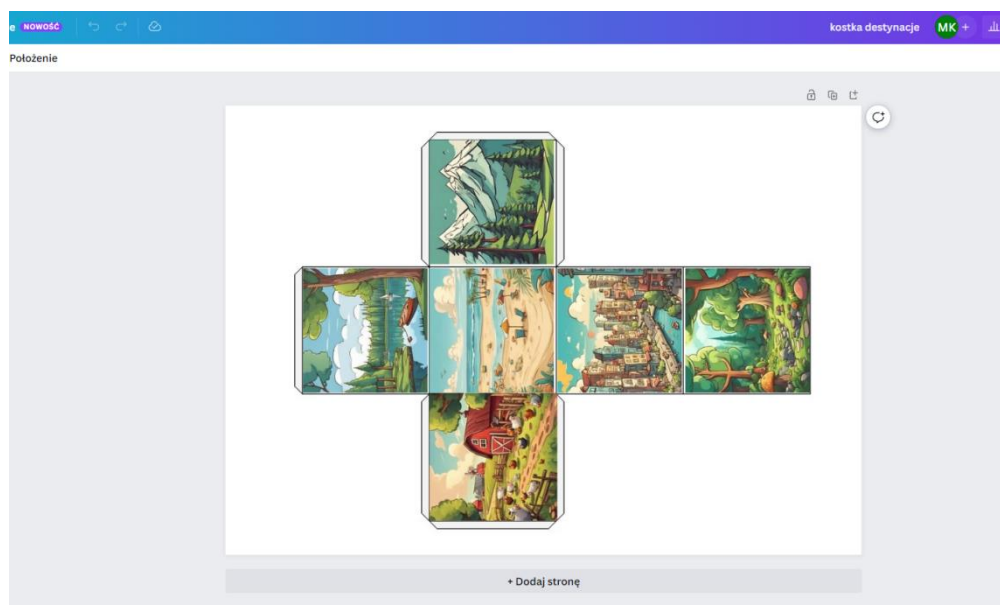 e NOWOŚĆ
kostka destynacje MK +
Położenie
+ Dodaj stronę